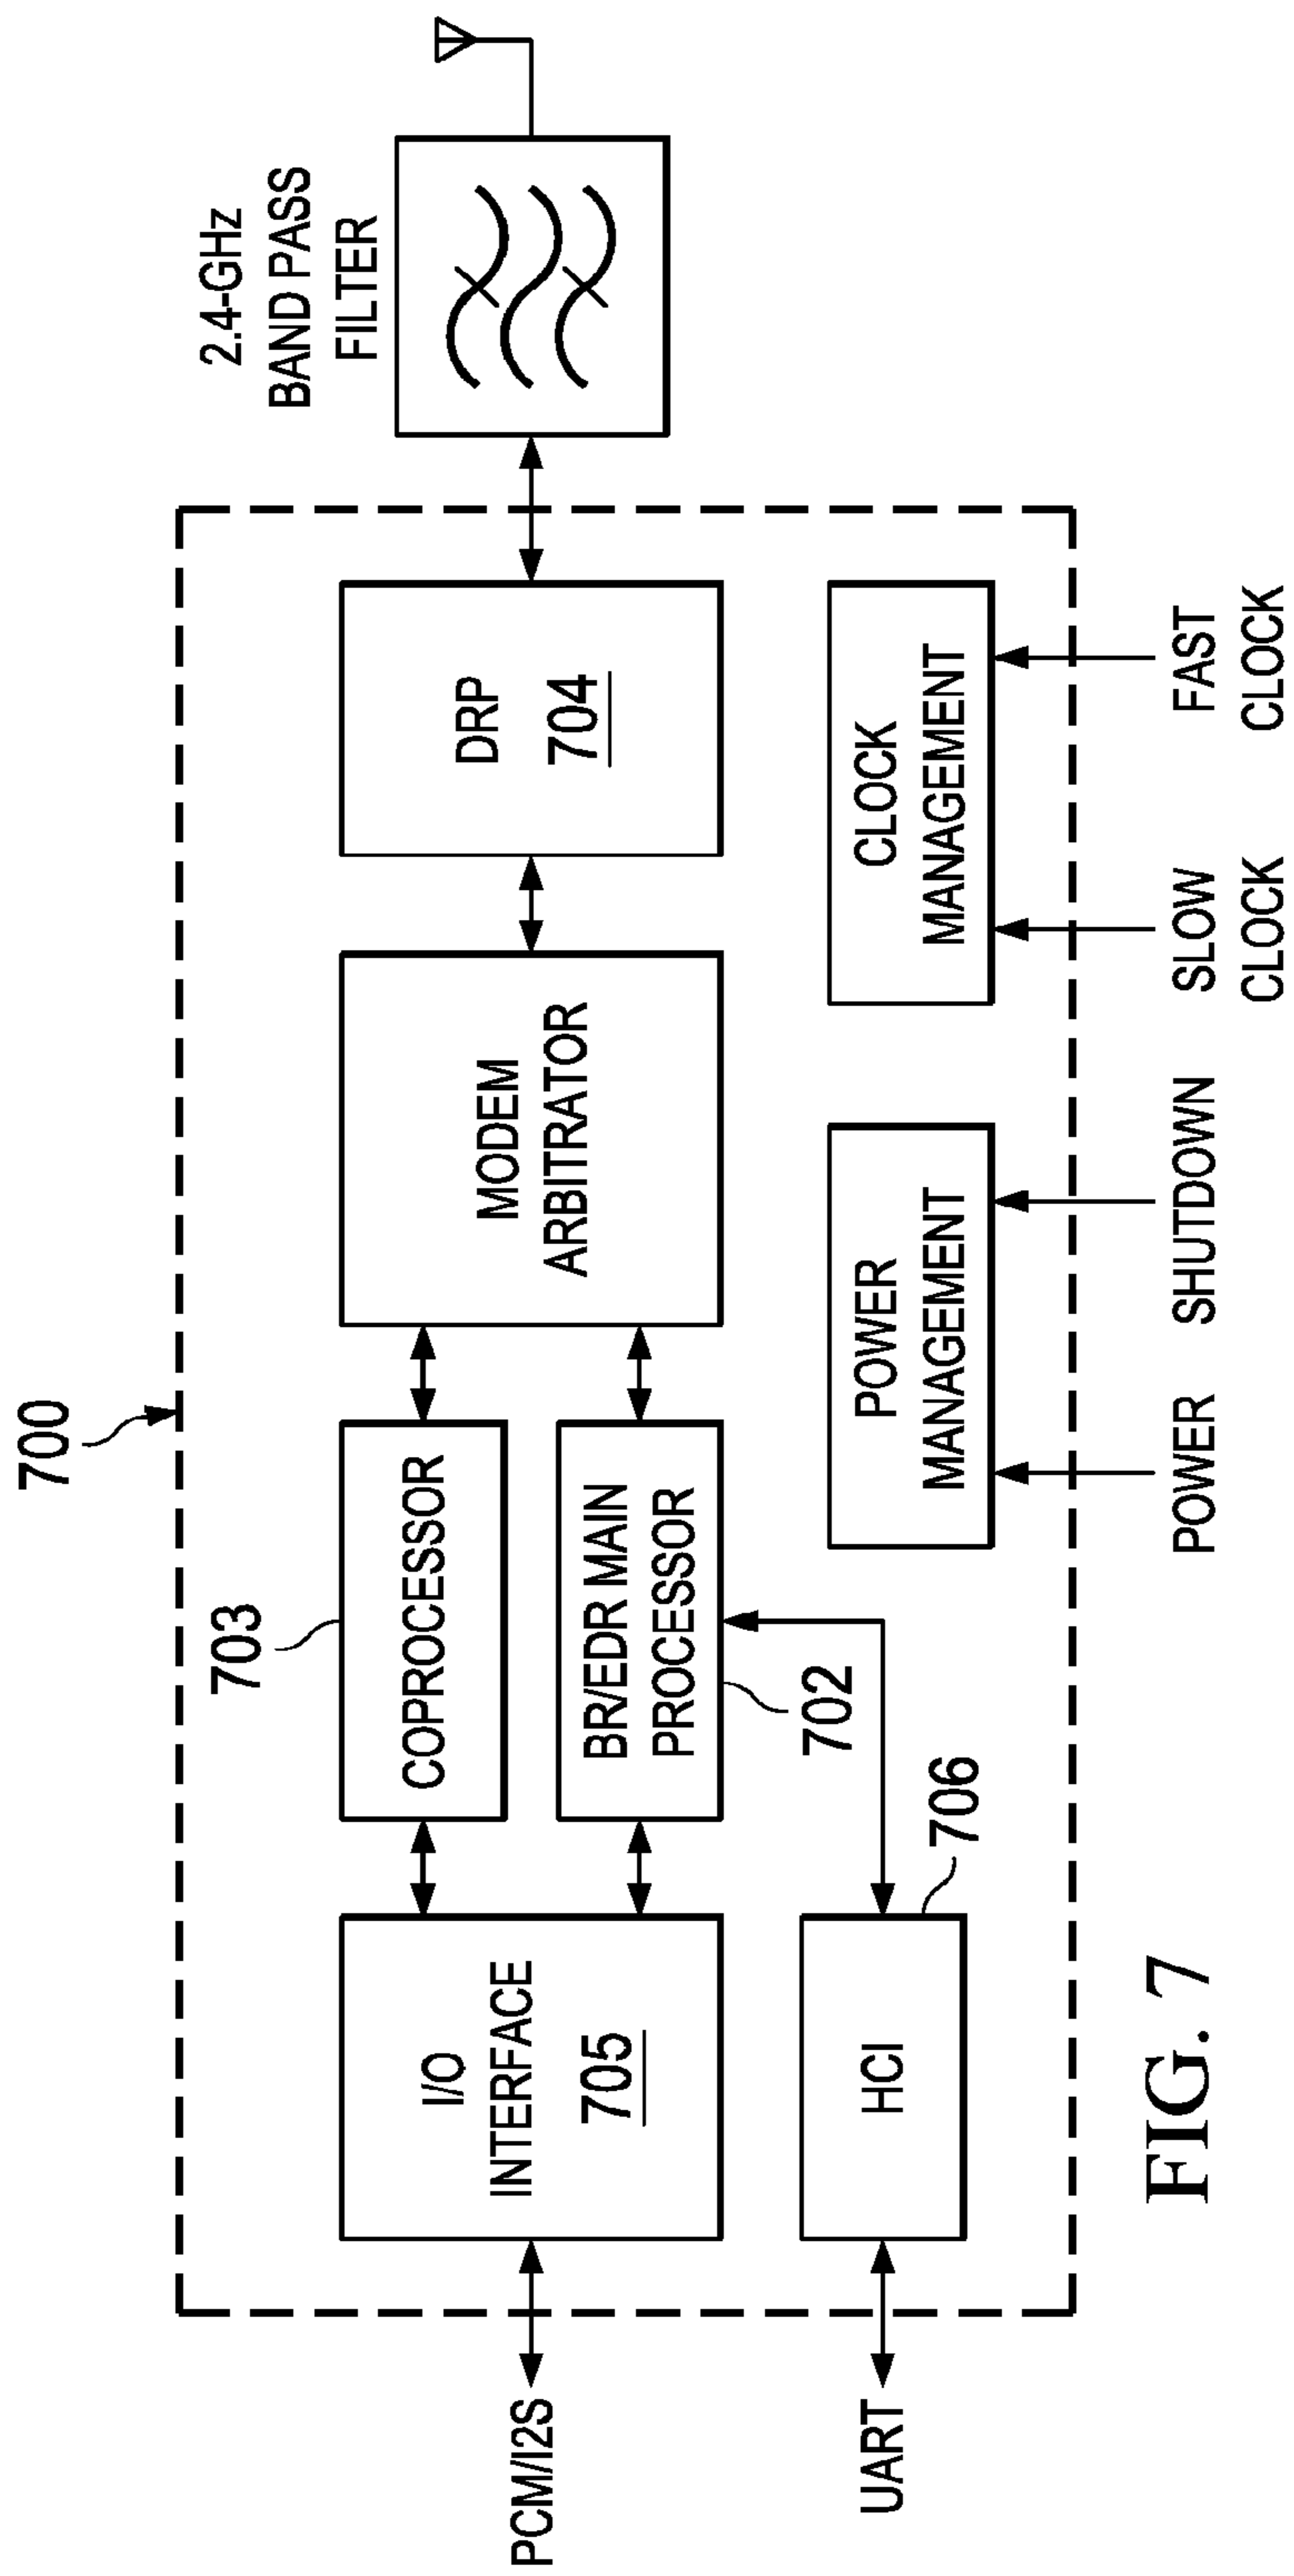 700
2.4-GHz
BAND PASS
FILTER
703
COPROCESSOR
MODEM
ARBITRATOR
DRP
704
I/O
INTERFACE
705
BR/EDR MAIN
PROCESSOR
702
PCM/I2S
706
HCI
UART
POWER
MANAGEMENT
CLOCK
MANAGEMENT
POWER
SHUTDOWN
SLOW
CLOCK
FAST
CLOCK
FIG. 7